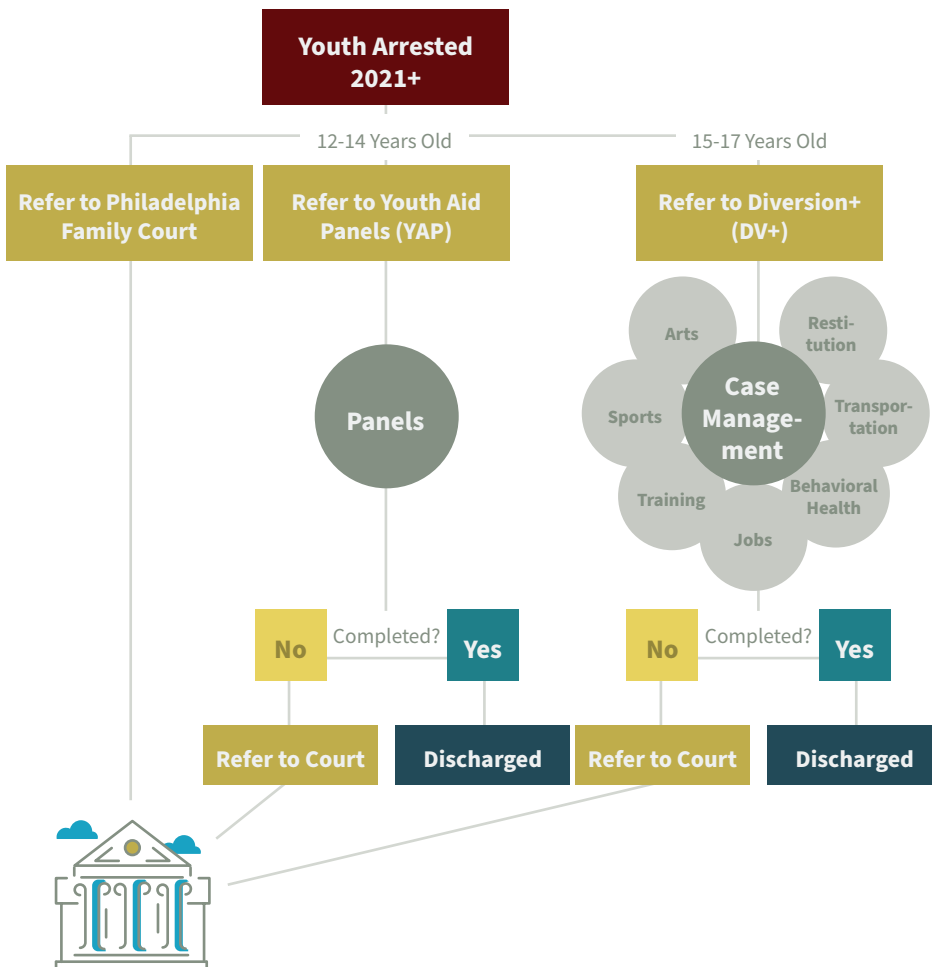 Youth Arrested
2021+
12-14 Years Old
15-17 Years Old
Refer to Philadelphia
Family Court
Refer to Youth Aid
Panels (YAP)
Refer to Diversion+
(DV+)
Panels
Case
Manage-
ment
Arts
Resti-
tution
Sports
Transpor-
tation
Training
Behavioral
Health
Jobs
No
Completed?
Yes
No
Completed?
Yes
Refer to Court
Discharged
Refer to Court
Discharged